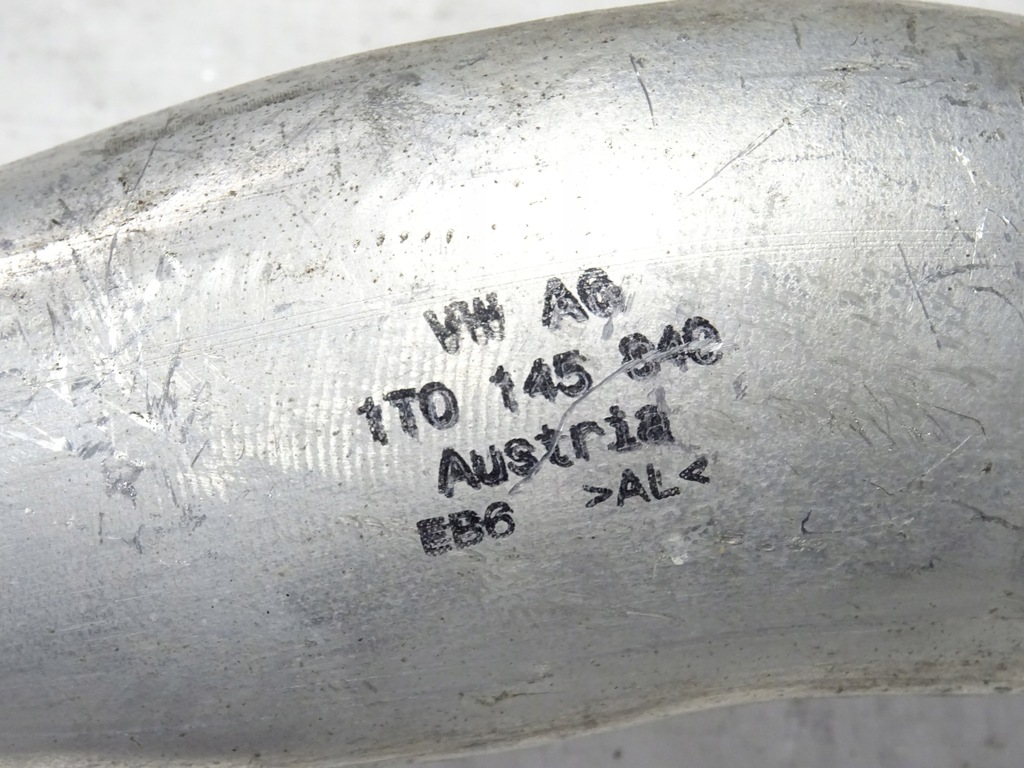 VW AG
1T0 145 840
Austria
EB6 >AL<